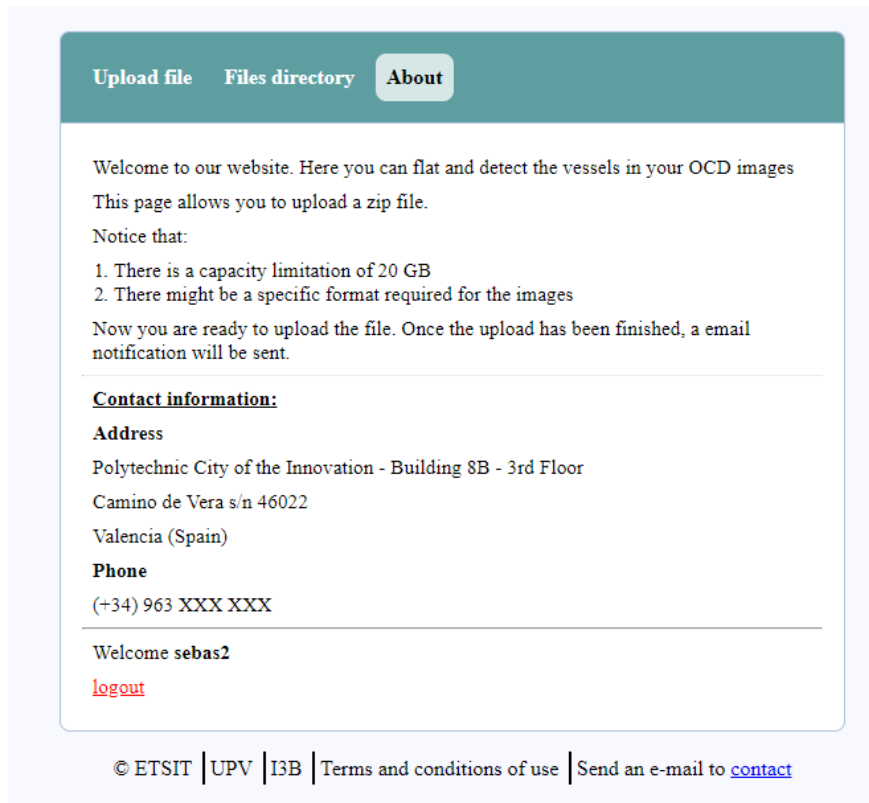 Upload file Files directory About
Welcome to our website. Here you can flat and detect the vessels in your OCD images
This page allows you to upload a zip file.
Notice that:
1. There is a capacity limitation of 20 GB
2. There might be a specific format required for the images
Now you are ready to upload the file. Once the upload has been finished, a email
notification will be sent.
Contact information:
Address
Polytechnic City of the Innovation - Building 8B - 3rd Floor
Camino de Vera s/n 46022
Valencia (Spain)
Phone
(+34) 963 XXX XXX
Welcome sebas2
logout
© ETSIT | UPV | I3B | Terms and conditions of use | Send an e-mail to contact